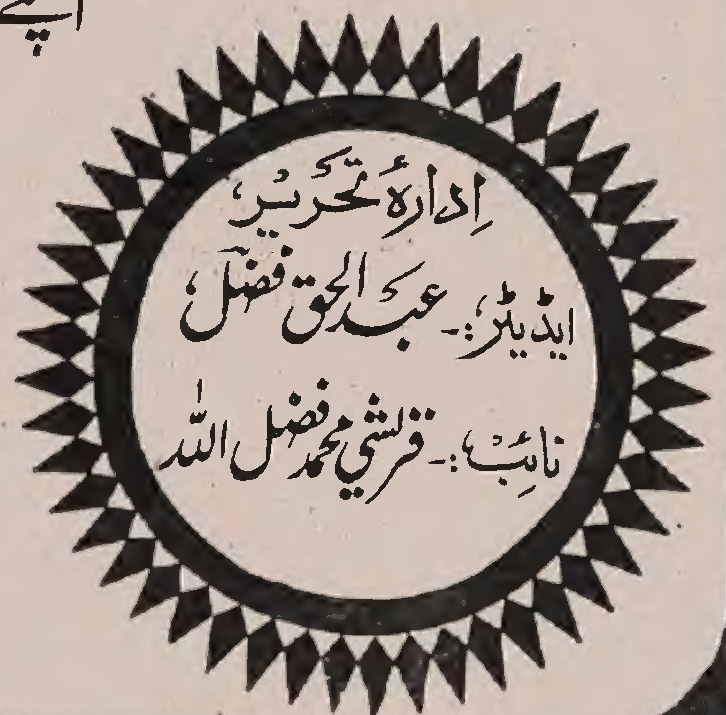 اِدارۂ تحریر
ایڈیٹر:۔ عبدالحق فضل
نائب:۔ قریشی محمد فضل اللہ